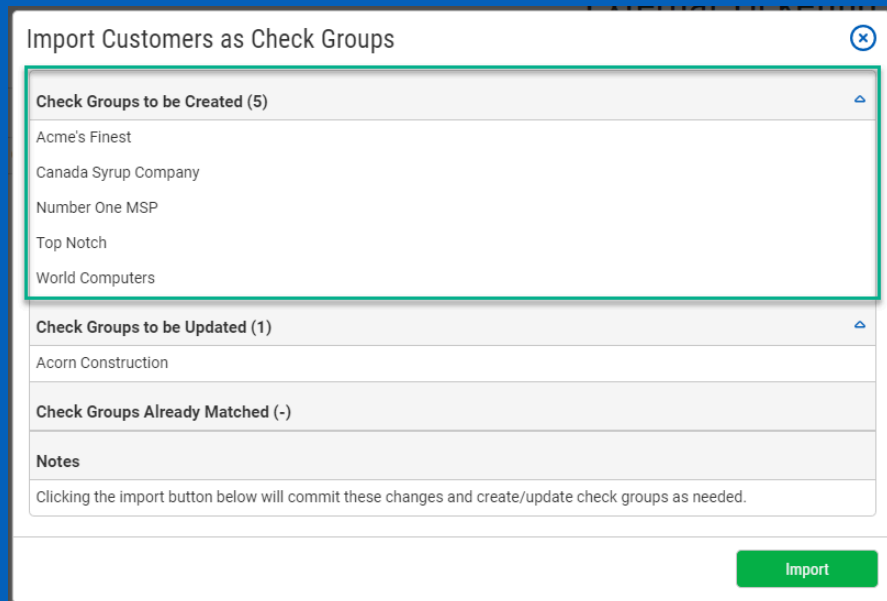 Import Customers as Check Groups
Check Groups to be Created (5)
Acme's Finest
Canada Syrup Company
Number One MSP
Top Notch
World Computers
Check Groups to be Updated (1)
Acorn Construction
Check Groups Already Matched (-)
Notes
Clicking the import button below will commit these changes and create/update check groups as needed.
Import